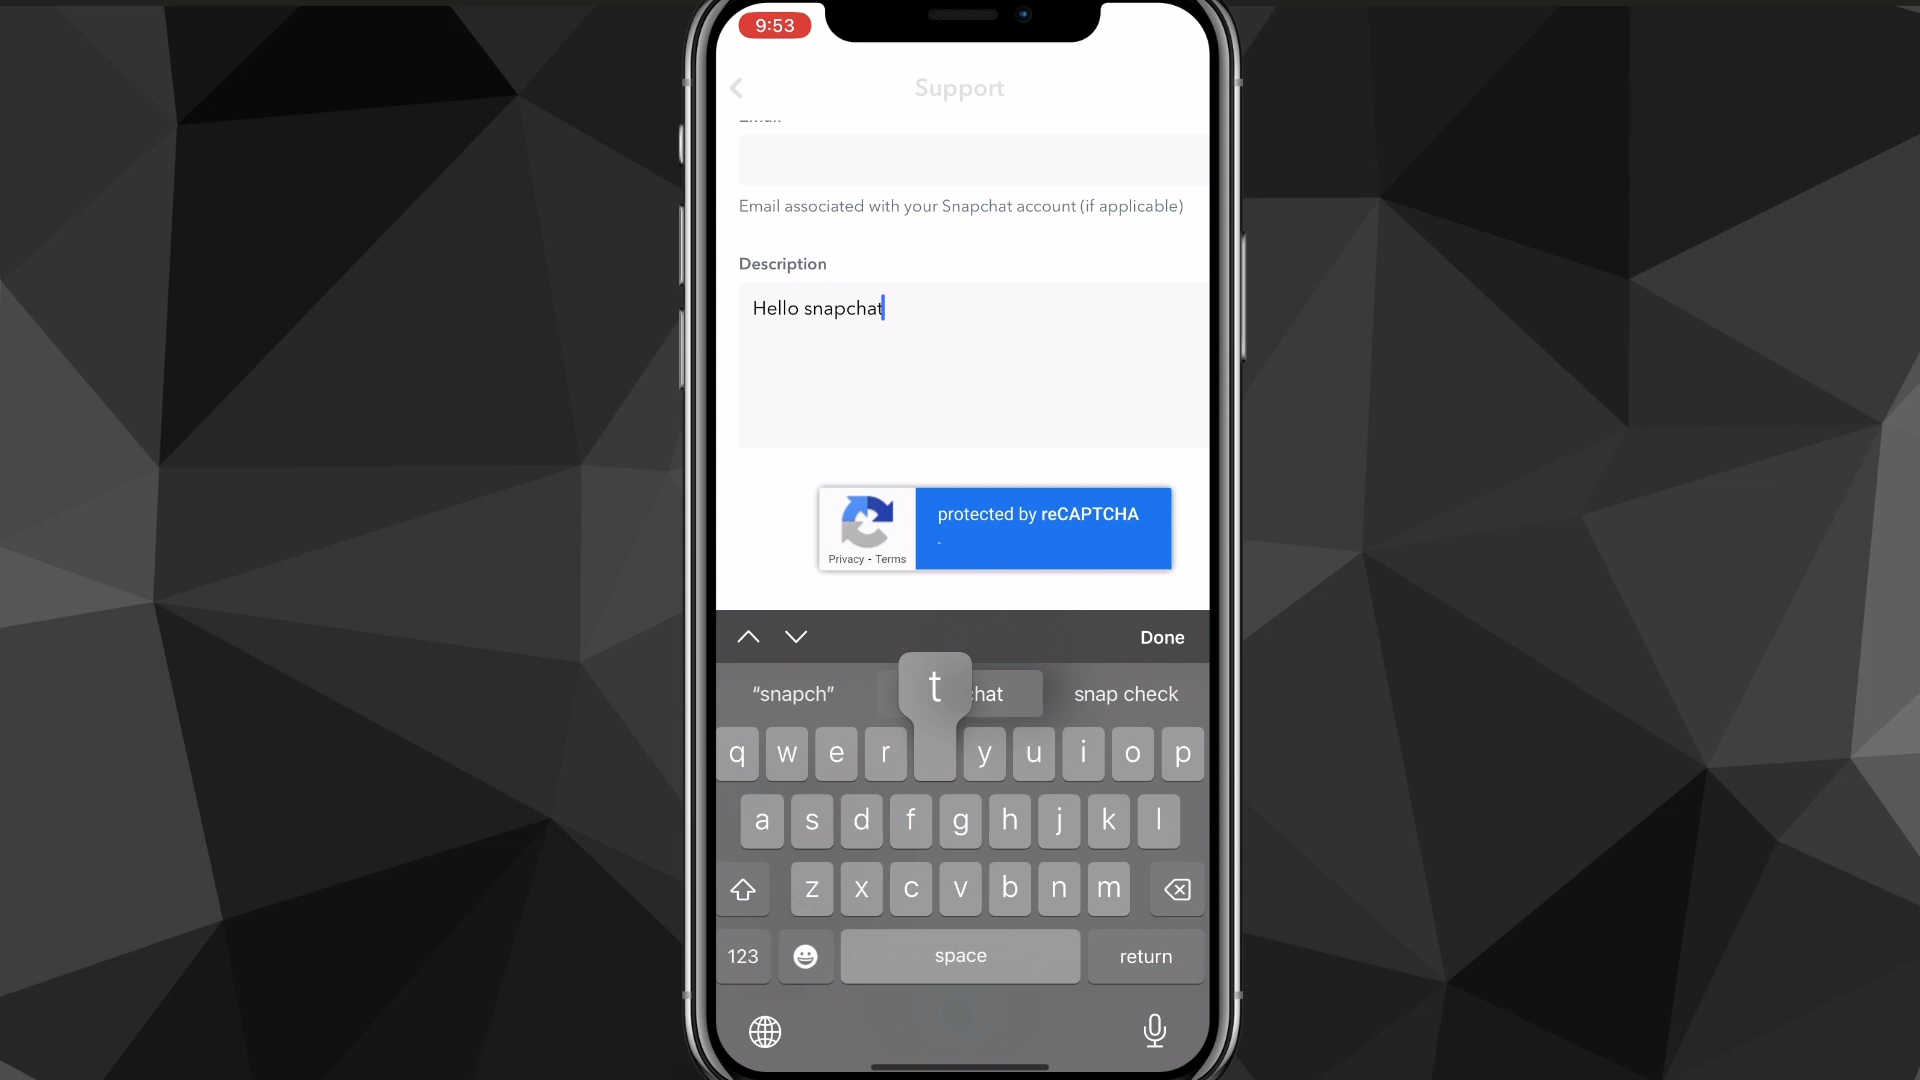 9:53
Support
Email associated with your Snapchat account (if applicable)
Description
Hello snapchat
protected by reCAPTCHA
-
Privacy - Terms
Done
t
"snapch" hat snap check
q w e r y u i o p
a s d f g h j k l
z x c v b n m
123 space return